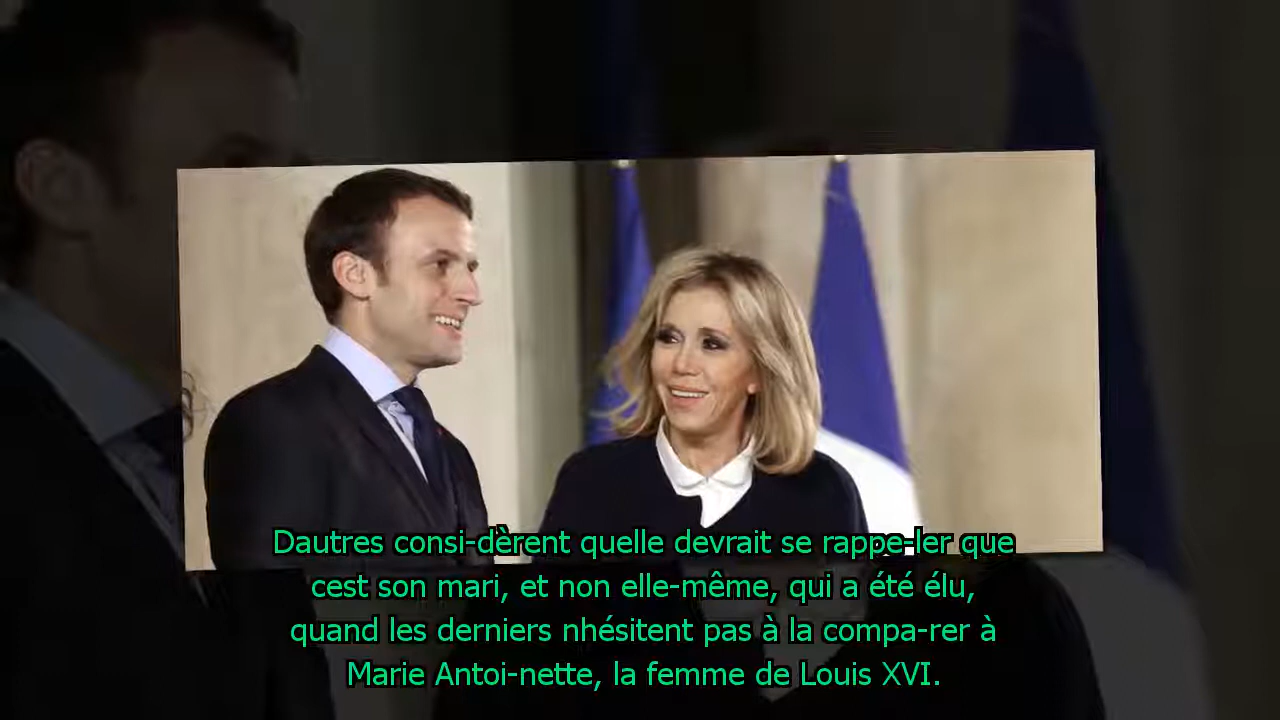 Dautres consi-dèrent quelle devrait se rappe-ler que
cest son mari, et non elle-même, qui a été élu,
quand les derniers nhésitent pas à la compa-rer à
Marie Antoi-nette, la femme de Louis XVI.